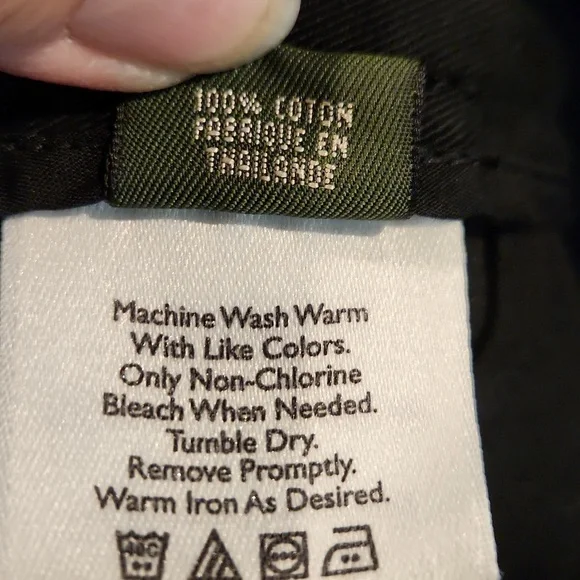 100% COTON
FABRIQUE EN
THAILANDE
Machine Wash Warm
With Like Colors.
Only Non-Chlorine
Bleach When Needed.
Tumble Dry.
Remove Promptly.
Warm Iron As Desired.
40C